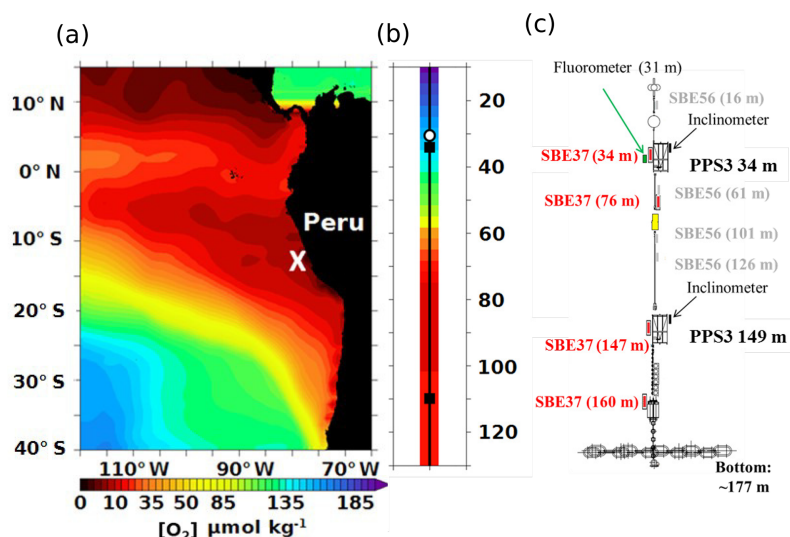 (a)
(b)
(c)
10° N
0° N
10° S
20° S
30° S
40° S
110° W
90° W
70° W
Peru
X
0 10 35 50 85 135 185
[O₂] μmol kg⁻¹
20
40
60
80
100
120
Fluorometer (31 m)
SBE56 (16 m)
Inclinometer
SBE37 (34 m)
PPS3 34 m
SBE37 (76 m)
SBE56 (61 m)
SBE56 (101 m)
SBE56 (126 m)
Inclinometer
PPS3 149 m
SBE37 (147 m)
SBE37 (160 m)
Bottom:
~177 m